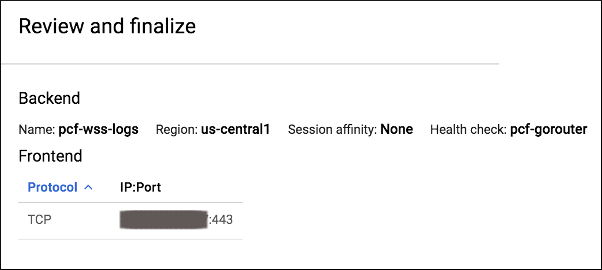 Review and finalize
Backend
Name: pcf-wss-logs Region: us-central1 Session affinity: None Health check: pcf-gorouter
Frontend
Protocol IP:Port
TCP :443